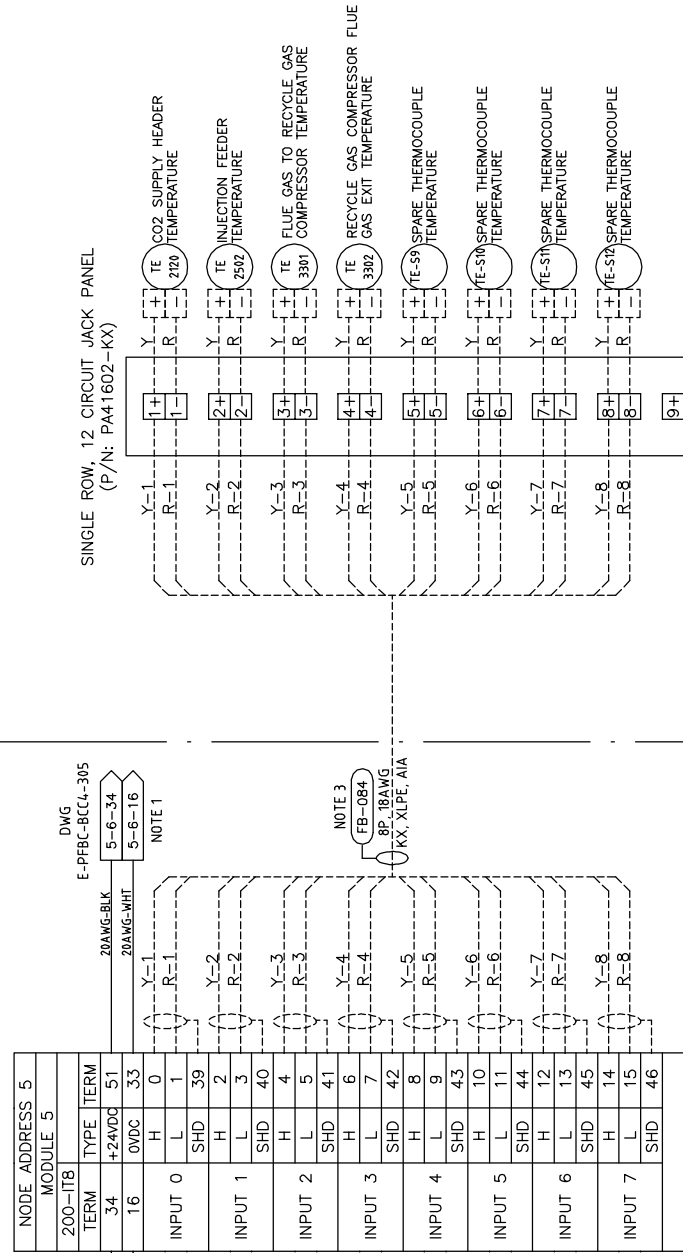 SINGLE ROW, 12 CIRCUIT JACK PANEL
(P/N: PA41602-KX)
NODE ADDRESS 5
MODULE 5
200-IT8
TERM TYPE TERM
34 +24VDC 51
16 0VDC 33
INPUT 0 H 0
L 1
SHD 39
INPUT 1 H 2
L 3
SHD 40
INPUT 2 H 4
L 5
SHD 41
INPUT 3 H 6
L 7
SHD 42
INPUT 4 H 8
L 9
SHD 43
INPUT 5 H 10
L 11
SHD 44
INPUT 6 H 12
L 13
SHD 45
INPUT 7 H 14
L 15
SHD 46
DWG
E-PFBC-BCC4-305
20AWG-BLK 5-6-34
20AWG-WHT 5-6-16
NOTE 1
Y-1
R-1
Y-2
R-2
Y-3
R-3
Y-4
R-4
Y-5
R-5
Y-6
R-6
Y-7
R-7
Y-8
R-8
NOTE 3
FB-084
8P, 18AWG
KX, XLPE, AIA
Y-1 1+ Y +
R-1 1- R -
TE 2120
CO2 SUPPLY HEADER
TEMPERATURE
Y-2 2+ Y +
R-2 2- R -
TE 2502
INJECTION FEEDER
TEMPERATURE
Y-3 3+ Y +
R-3 3- R -
TE 3301
FLUE GAS TO RECYCLE GAS
COMPRESSOR TEMPERATURE
Y-4 4+ Y +
R-4 4- R -
TE 3302
RECYCLE GAS COMPRESSOR FLUE
GAS EXIT TEMPERATURE
Y-5 5+ Y +
R-5 5- R -
TE-S9
SPARE THERMOCOUPLE
TEMPERATURE
Y-6 6+ Y +
R-6 6- R -
TE-S10
SPARE THERMOCOUPLE
TEMPERATURE
Y-7 7+ Y +
R-7 7- R -
TE-S11
SPARE THERMOCOUPLE
TEMPERATURE
Y-8 8+ Y +
R-8 8- R -
TE-S12
SPARE THERMOCOUPLE
TEMPERATURE
9+